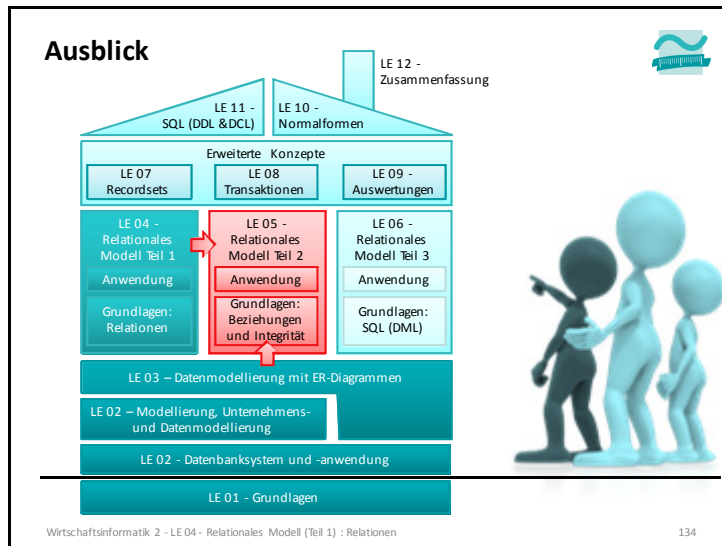 Ausblick
LE 12 -
Zusammenfassung
LE 11 -
SQL (DDL &DCL)
LE 10 -
Normalformen
Erweiterte Konzepte
LE 07
Recordsets
LE 08
Transaktionen
LE 09 -
Auswertungen
LE 04 -
Relationales
Modell Teil 1
Anwendung
Grundlagen:
Relationen
LE 05 -
Relationales
Modell Teil 2
Anwendung
Grundlagen:
Beziehungen
und Integrität
LE 06 -
Relationales
Modell Teil 3
Anwendung
Grundlagen:
SQL (DML)
LE 03 – Datenmodellierung mit ER-Diagrammen
LE 02 – Modellierung, Unternehmens-
und Datenmodellierung
LE 02 - Datenbanksystem und -anwendung
LE 01 - Grundlagen
Wirtschaftsinformatik 2 - LE 04 - Relationales Modell (Teil 1) : Relationen
134